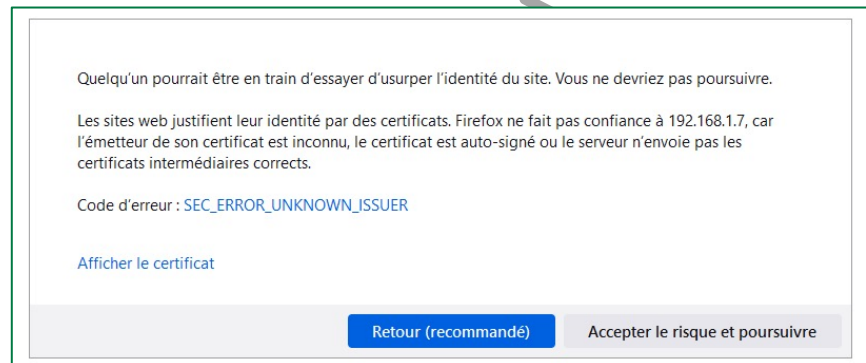 Quelqu'un pourrait être en train d'essayer d'usurper l'identité du site. Vous ne devriez pas poursuivre.
Les sites web justifient leur identité par des certificats. Firefox ne fait pas confiance à 192.168.1.7, car
l'émetteur de son certificat est inconnu, le certificat est auto-signé ou le serveur n'envoie pas les
certificats intermédiaires corrects.
Code d'erreur : SEC_ERROR_UNKNOWN_ISSUER
Afficher le certificat
Retour (recommandé) Accepter le risque et poursuivre